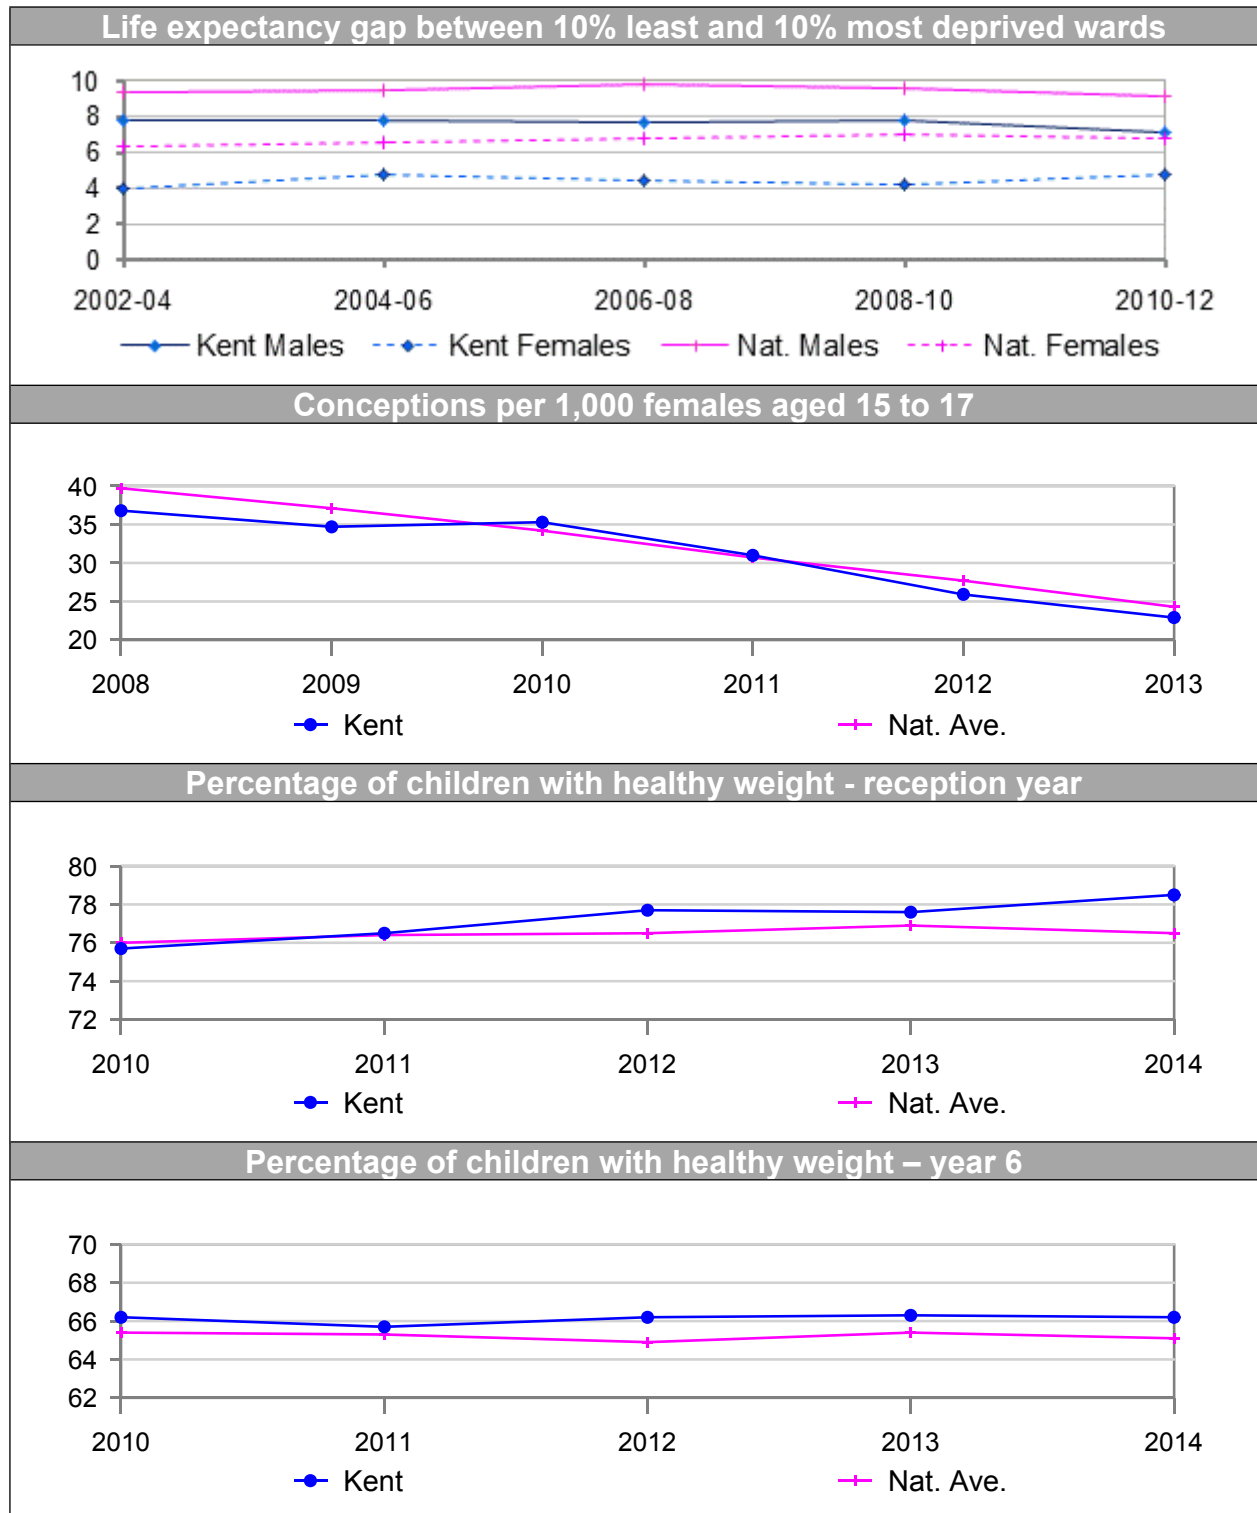 Life expectancy gap between 10% least and 10% most deprived wards
10
8
6
4
2
0
2002-04 2004-06 2006-08 2008-10 2010-12
Kent Males Kent Females Nat. Males Nat. Females
Conceptions per 1,000 females aged 15 to 17
40
35
30
25
20
2008 2009 2010 2011 2012 2013
Kent Nat. Ave.
Percentage of children with healthy weight - reception year
80
78
76
74
72
2010 2011 2012 2013 2014
Kent Nat. Ave.
Percentage of children with healthy weight – year 6
70
68
66
64
62
2010 2011 2012 2013 2014
Kent Nat. Ave.